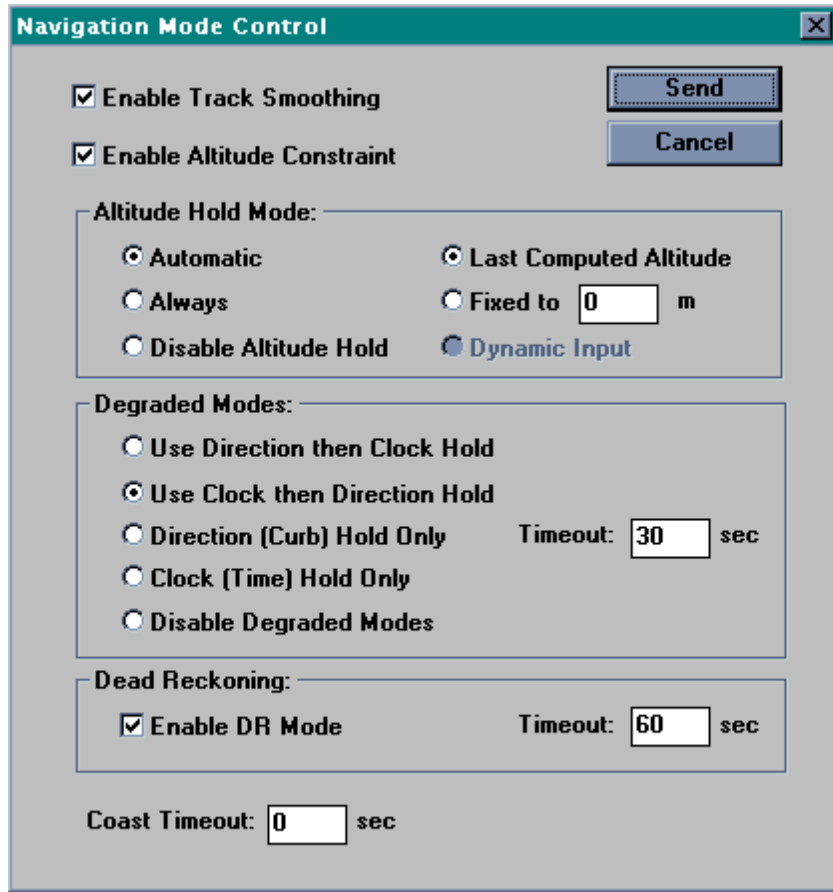 Navigation Mode Control
Enable Track Smoothing
Send
Enable Altitude Constraint
Cancel
Altitude Hold Mode:
Automatic
Last Computed Altitude
Always
Fixed to 0 m
Disable Altitude Hold
Dynamic Input
Degraded Modes:
Use Direction then Clock Hold
Use Clock then Direction Hold
Direction (Curb) Hold Only
Timeout: 30 sec
Clock (Time) Hold Only
Disable Degraded Modes
Dead Reckoning:
Enable DR Mode
Timeout: 60 sec
Coast Timeout: 0 sec